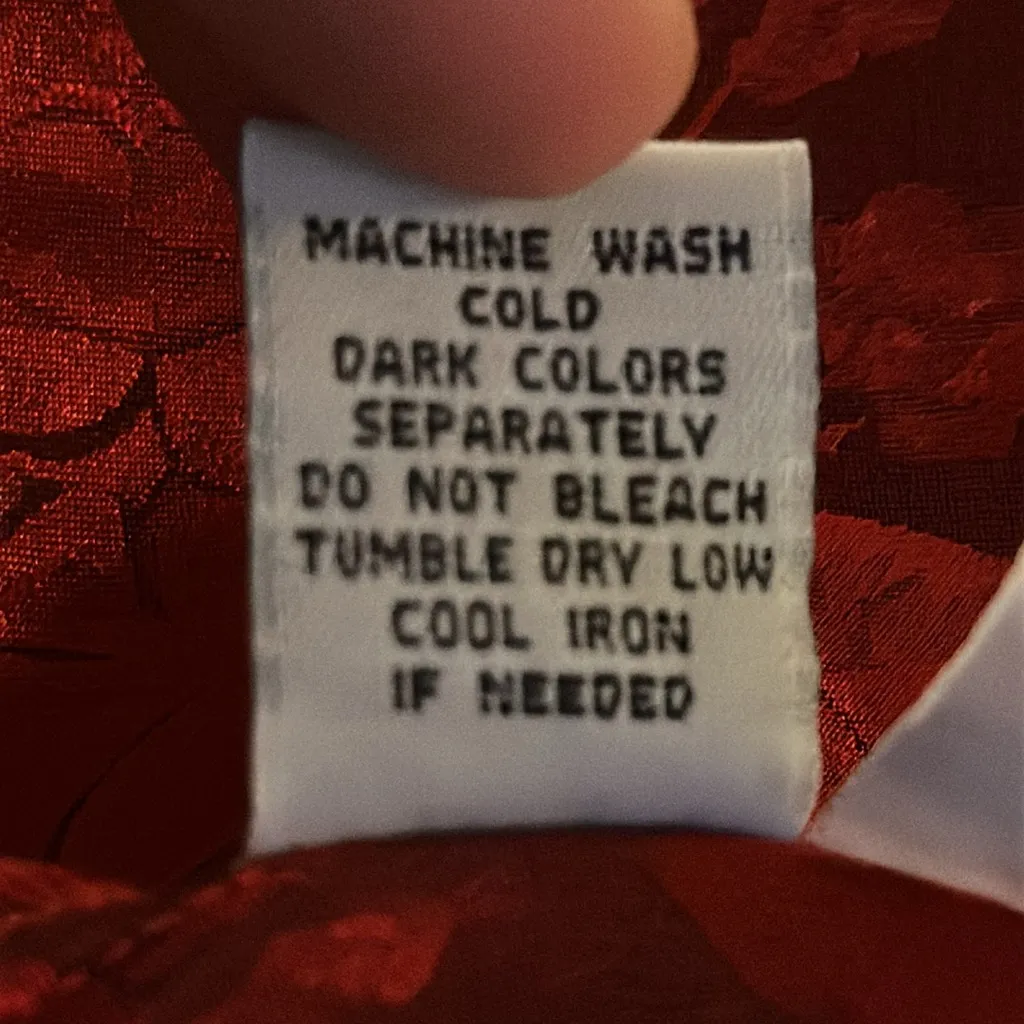 MACHINE WASH
COLD
DARK COLORS
SEPARATELY
DO NOT BLEACH
TUMBLE DRY LOW
COOL IRON
IF NEEDED